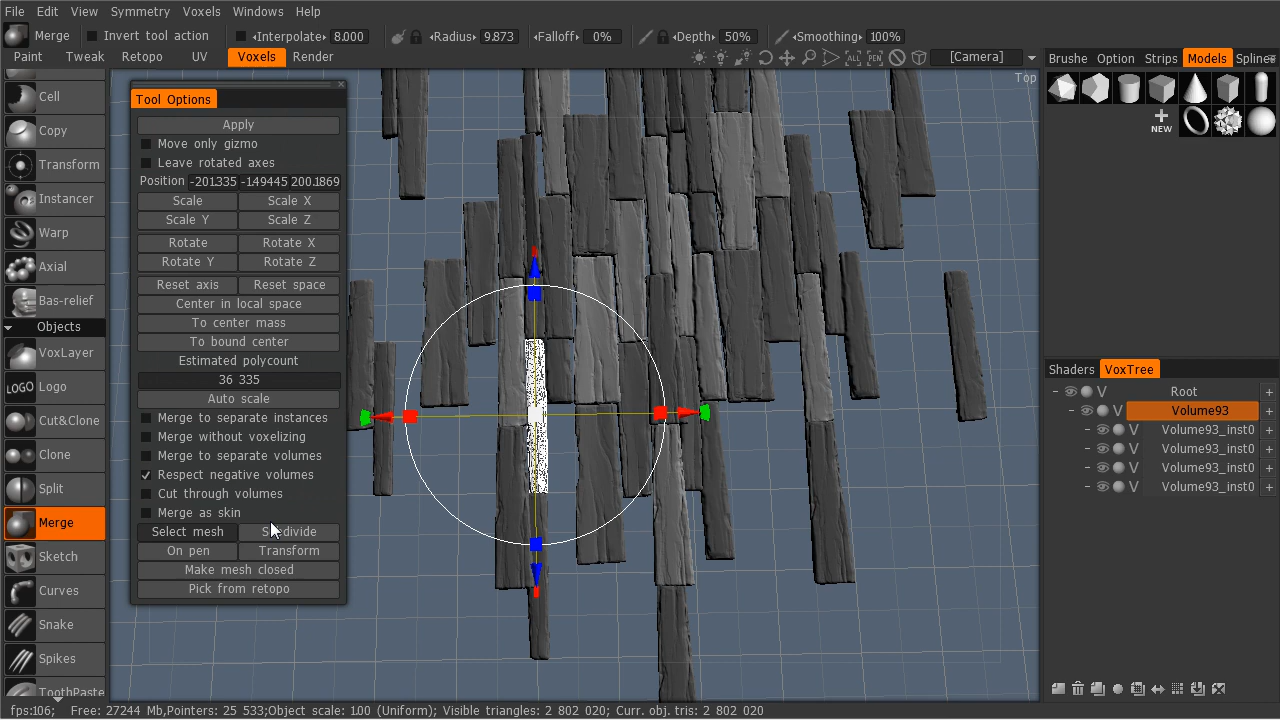 File Edit View Symmetry Voxels Windows Help
Merge Invert tool action Interpolate 8.000 Radius 9.873 Falloff 0% Depth 50% Smoothing 100%
Paint Tweak Retopo UV Voxels Render [Camera]
Top
Cell
Copy
Transform
Instancer
Warp
Axial
Bas-relief
Objects
VoxLayer
LOGO Logo
Cut&Clone
Clone
Split
Merge
Sketch
Curves
Snake
Spikes
ToothPaste
Tool Options
Apply
Move only gizmo
Leave rotated axes
Position -201.335 -149.445 200.1869
Scale Scale X
Scale Y Scale Z
Rotate Rotate X
Rotate Y Rotate Z
Reset axis Reset space
Center in local space
To center mass
To bound center
Estimated polycount
36 335
Auto scale
Merge to separate instances
Merge without voxelizing
Merge to separate volumes
Respect negative volumes
Cut through volumes
Merge as skin
Select mesh
On pen Transform
Make mesh closed
Pick from retopo
Brushe Option Strips Models Spline
NEW
Shaders VoxTree
V Root +
V Volume93 +
V Volume93_inst0 +
V Volume93_inst0 +
V Volume93_inst0 +
V Volume93_inst0 +
fps:106; Free: 27244 Mb,Pointers: 25 533;Object scale: 1.00 (Uniform); Visible triangles: 2 802 020; Curr. obj. tris: 2 802 020